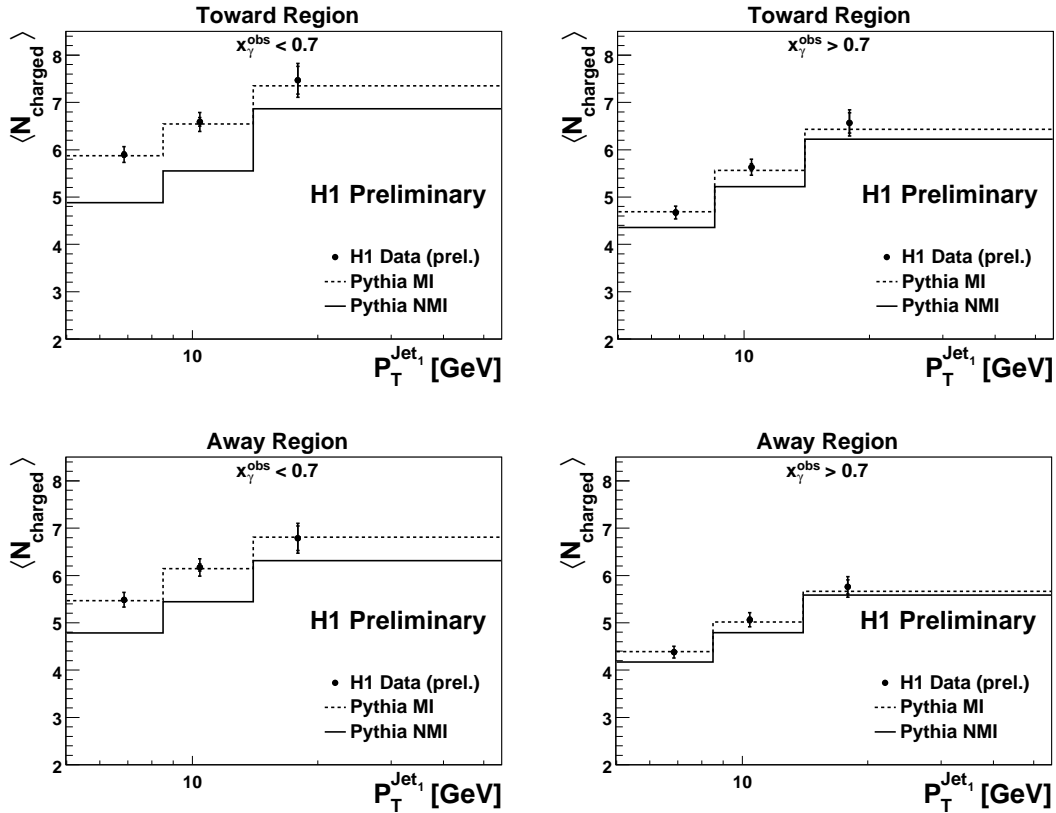 Toward Region
x_γ^obs < 0.7
⟨N_charged⟩
8
7
6
5
4
3
2
H1 Preliminary
H1 Data (prel.)
Pythia MI
Pythia NMI
10
P_T^Jet_1 [GeV]
Toward Region
x_γ^obs > 0.7
⟨N_charged⟩
8
7
6
5
4
3
2
H1 Preliminary
H1 Data (prel.)
Pythia MI
Pythia NMI
10
P_T^Jet_1 [GeV]
Away Region
x_γ^obs < 0.7
⟨N_charged⟩
8
7
6
5
4
3
2
H1 Preliminary
H1 Data (prel.)
Pythia MI
Pythia NMI
10
P_T^Jet_1 [GeV]
Away Region
x_γ^obs > 0.7
⟨N_charged⟩
8
7
6
5
4
3
2
H1 Preliminary
H1 Data (prel.)
Pythia MI
Pythia NMI
10
P_T^Jet_1 [GeV]